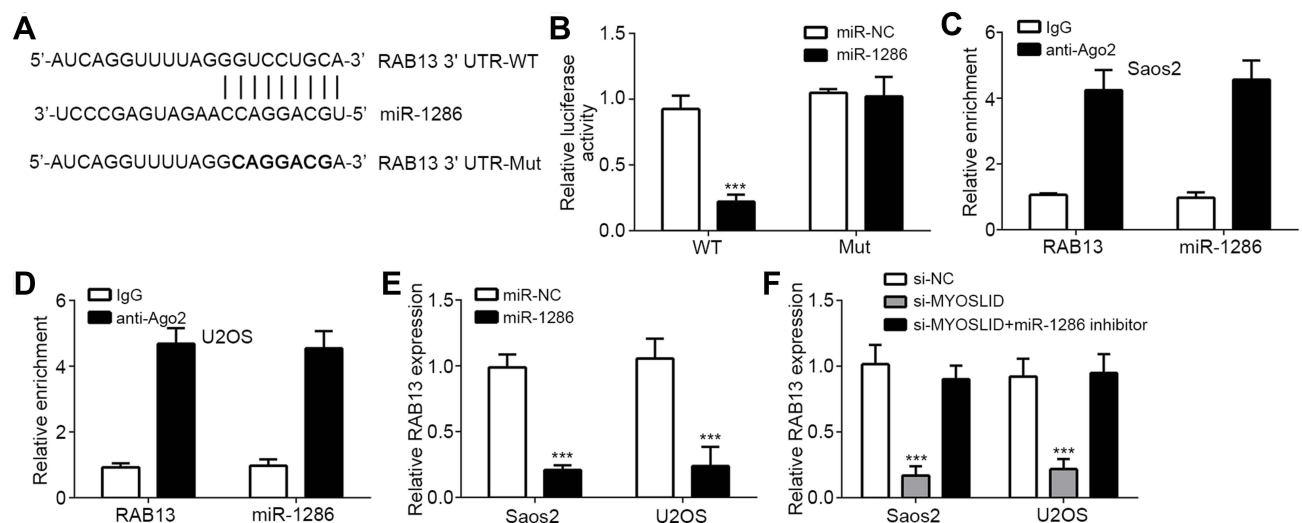 A
5'-AUCAGGUUUUAGGGUCCUGCA-3' RAB13 3' UTR-WT
3'-UCCCGAGUAGAACCAGGACGU-5' miR-1286
5'-AUCAGGUUUUAGGCAGGACGA-3' RAB13 3' UTR-Mut
B
miR-NC
miR-1286
Relative luciferase activity
1.5
1.0
0.5
0.0
***
WT Mut
C
IgG
anti-Ago2
Saos2
Relative enrichment
6
4
2
0
RAB13 miR-1286
D
IgG
anti-Ago2
U2OS
Relative enrichment
6
4
2
0
RAB13 miR-1286
E
miR-NC
miR-1286
Relative RAB13 expression
1.5
1.0
0.5
0.0
*** ***
Saos2 U2OS
F
si-NC
si-MYOSLID
si-MYOSLID+miR-1286 inhibitor
Relative RAB13 expression
1.5
1.0
0.5
0.0
*** ***
Saos2 U2OS